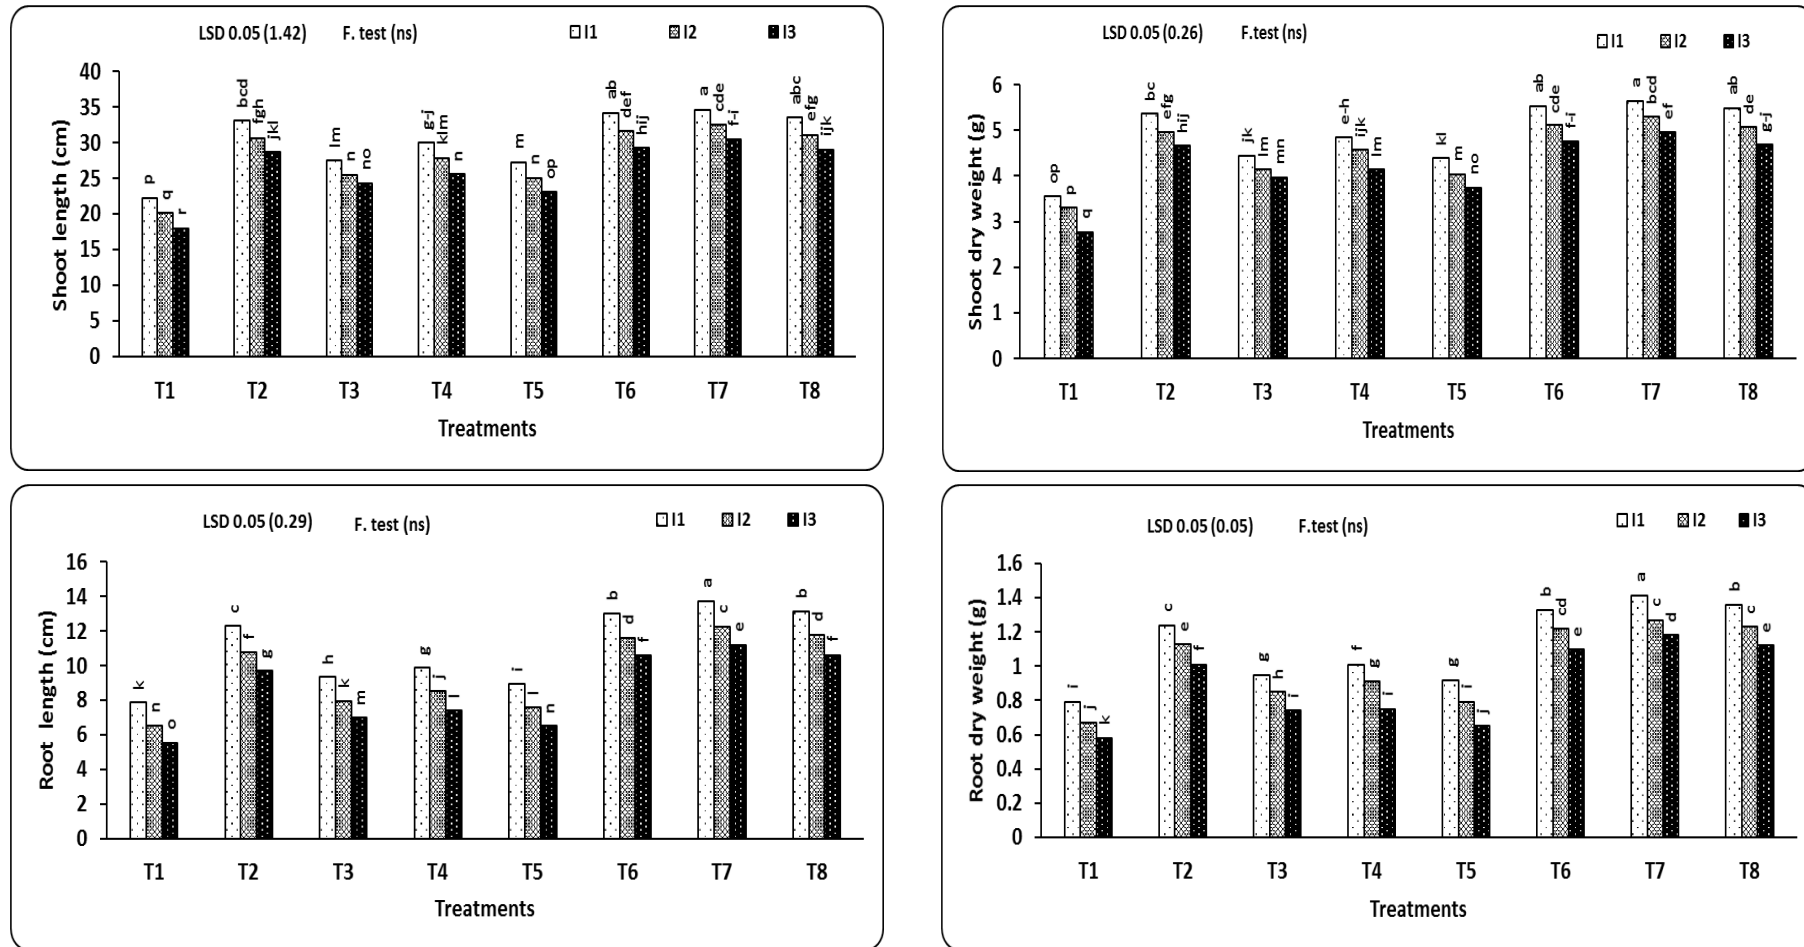 LSD 0.05 (1.42) F. test (ns) I1 I2 I3
Shoot length (cm)
40
35
30
25
20
15
10
5
0
p q r bcd fgh jkl lm n no g-j klm n m n op ab def hij a cde f-i abc efg ijk
T1 T2 T3 T4 T5 T6 T7 T8
Treatments
LSD 0.05 (0.26) F.test (ns) I1 I2 I3
Shoot dry weight (g)
6
5
4
3
2
1
0
op p q bc efg hij jk lm mn e-h ijk lm kl m no ab cde f-i a bcd ef ab de g-j
T1 T2 T3 T4 T5 T6 T7 T8
Treatments
LSD 0.05 (0.29) F. test (ns) I1 I2 I3
Root length (cm)
16
14
12
10
8
6
4
2
0
k n o c f g h k m g j l i l n b d f a c e b d f
T1 T2 T3 T4 T5 T6 T7 T8
Treatments
LSD 0.05 (0.05) F.test (ns) I1 I2 I3
Root dry weight (g)
1.6
1.4
1.2
1
0.8
0.6
0.4
0.2
0
i j k c e f g h i f g i g i j b cd e a c d b c e
T1 T2 T3 T4 T5 T6 T7 T8
Treatments